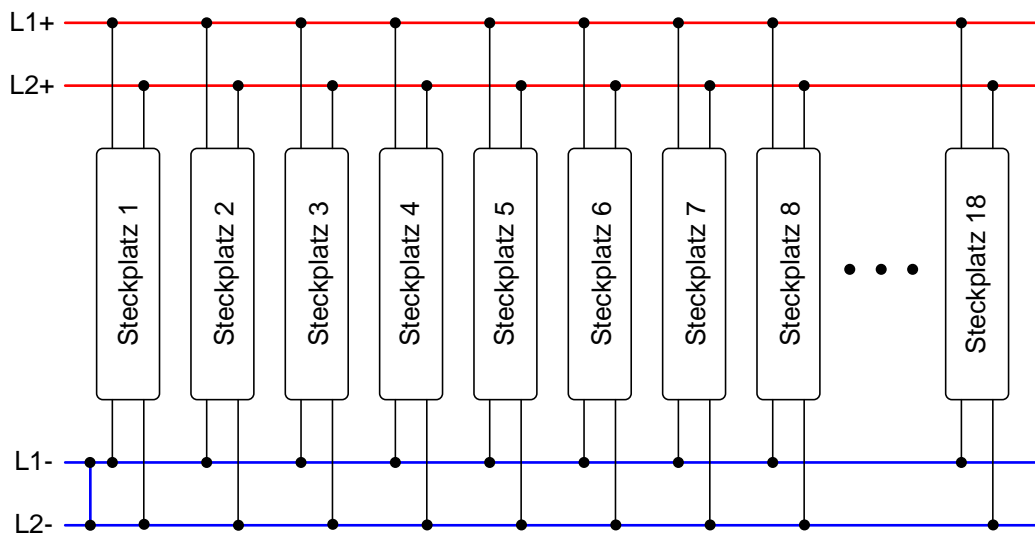 L1+
L2+
Steckplatz 1
Steckplatz 2
Steckplatz 3
Steckplatz 4
Steckplatz 5
Steckplatz 6
Steckplatz 7
Steckplatz 8
Steckplatz 18
L1-
L2-